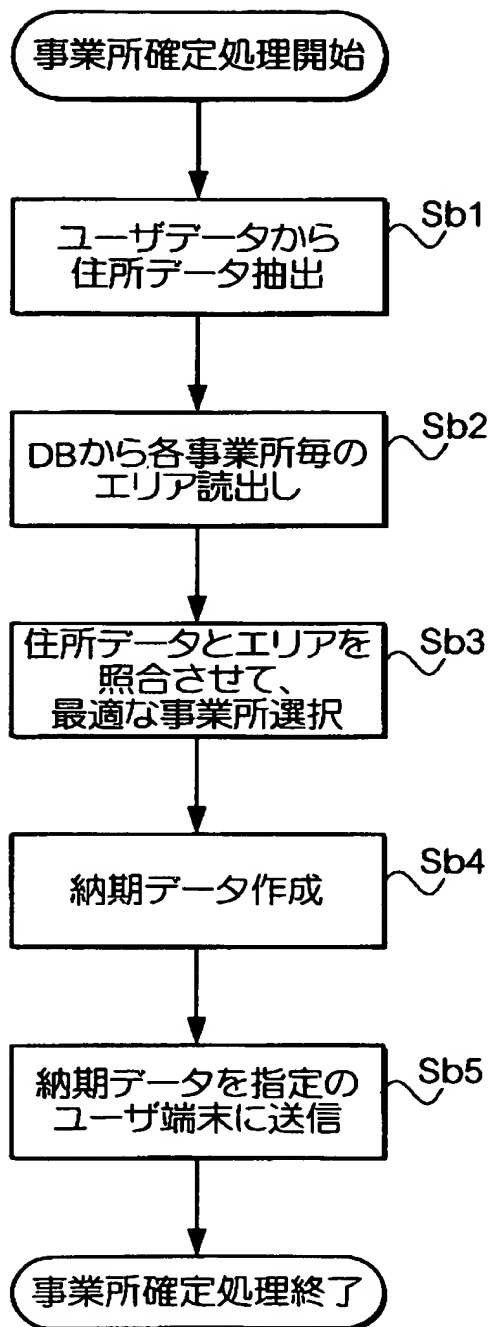 事業所確定処理開始
Sb1
ユーザデータから
住所データ抽出
Sb2
DBから各事業所毎の
エリア読出し
Sb3
住所データとエリアを
照合させて、
最適な事業所選択
Sb4
納期データ作成
Sb5
納期データを指定の
ユーザ端末に送信
事業所確定処理終了